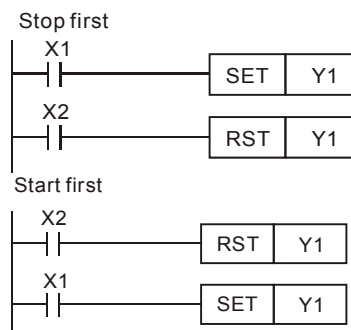 Stop first
X1
SET Y1
X2
RST Y1
Start first
X2
RST Y1
X1
SET Y1